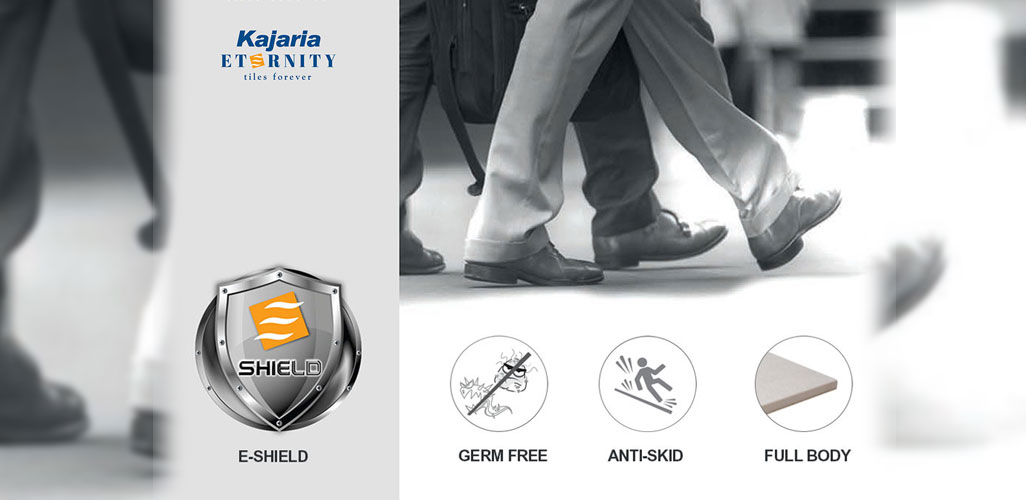 Kajaria
ETERNITY
tiles forever
SHIELD
E-SHIELD
GERM FREE
ANTI-SKID
FULL BODY